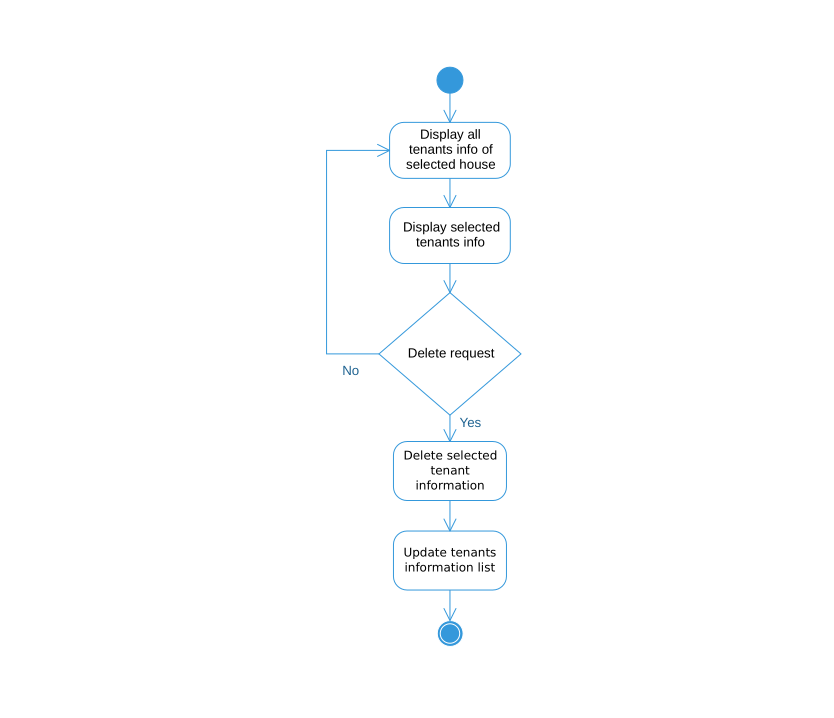 Display all
tenants info of
selected house
Display selected
tenants info
Delete request
No
Yes
Delete selected
tenant
information
Update tenants
information list